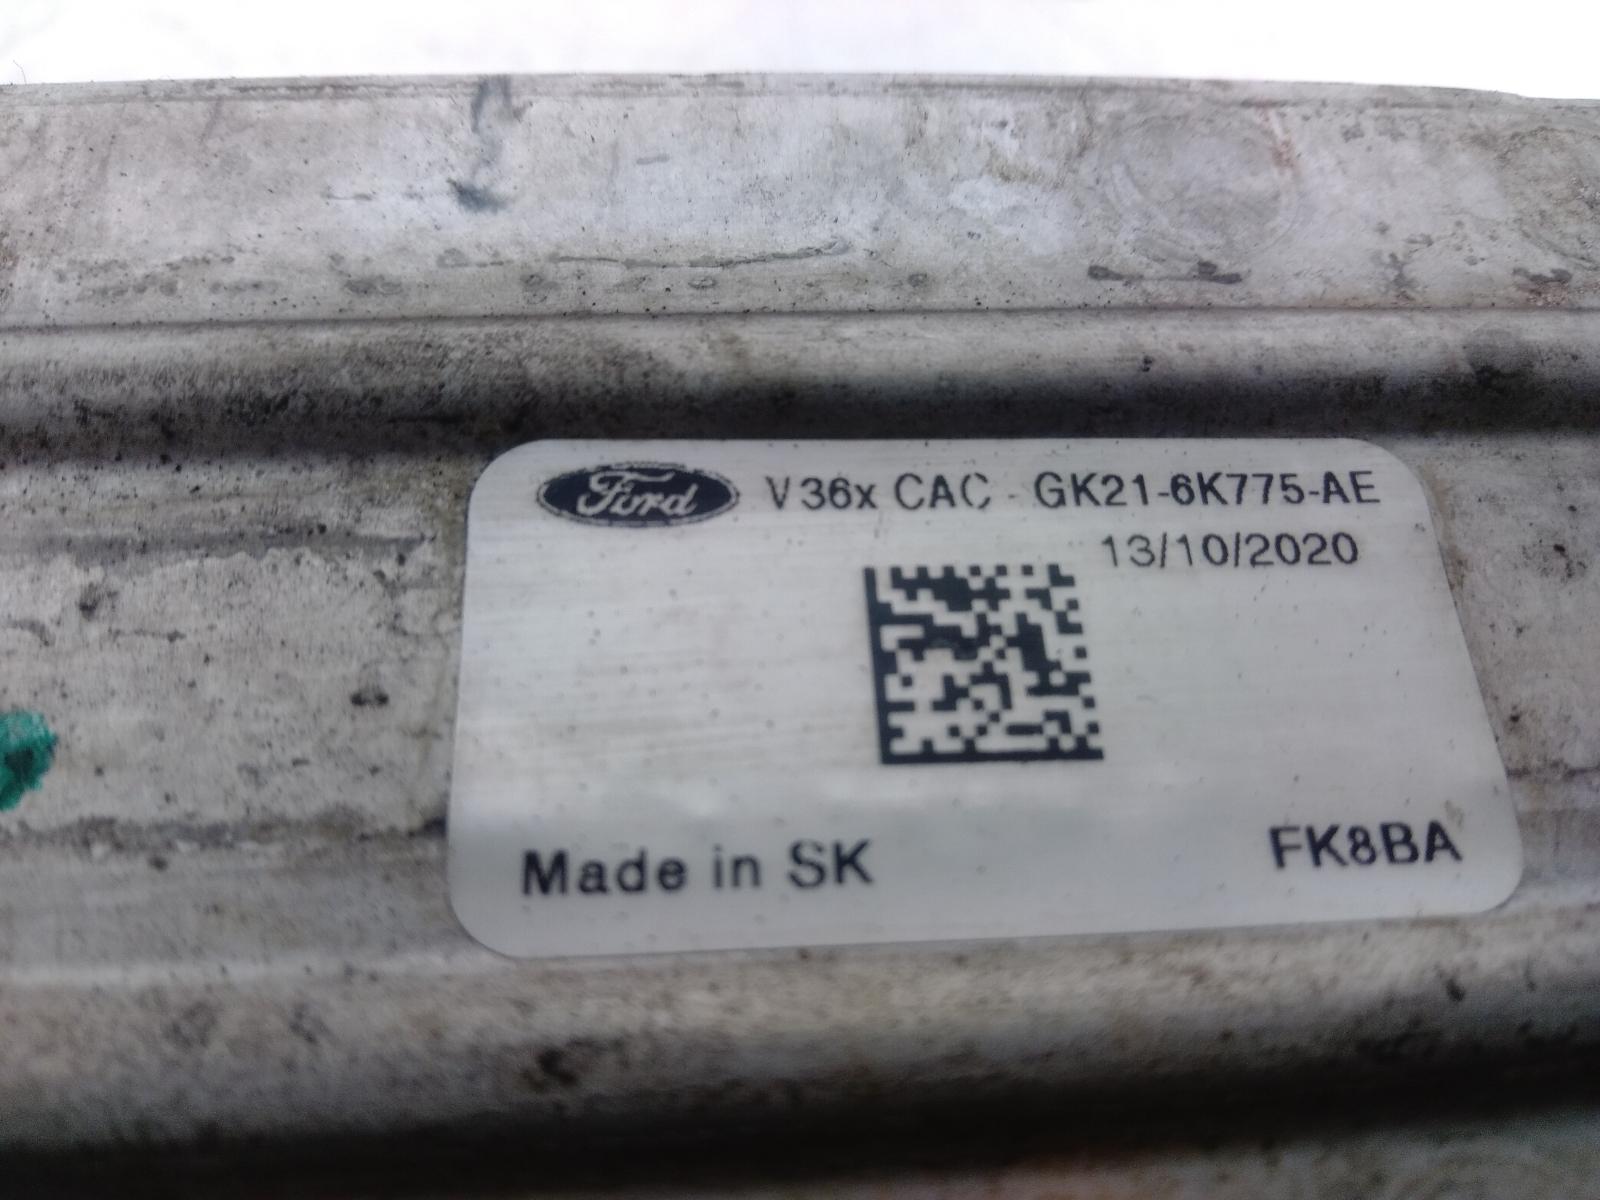 Ford V36x CAC - GK21-6K775-AE
13/10/2020
Made in SK FK8BA